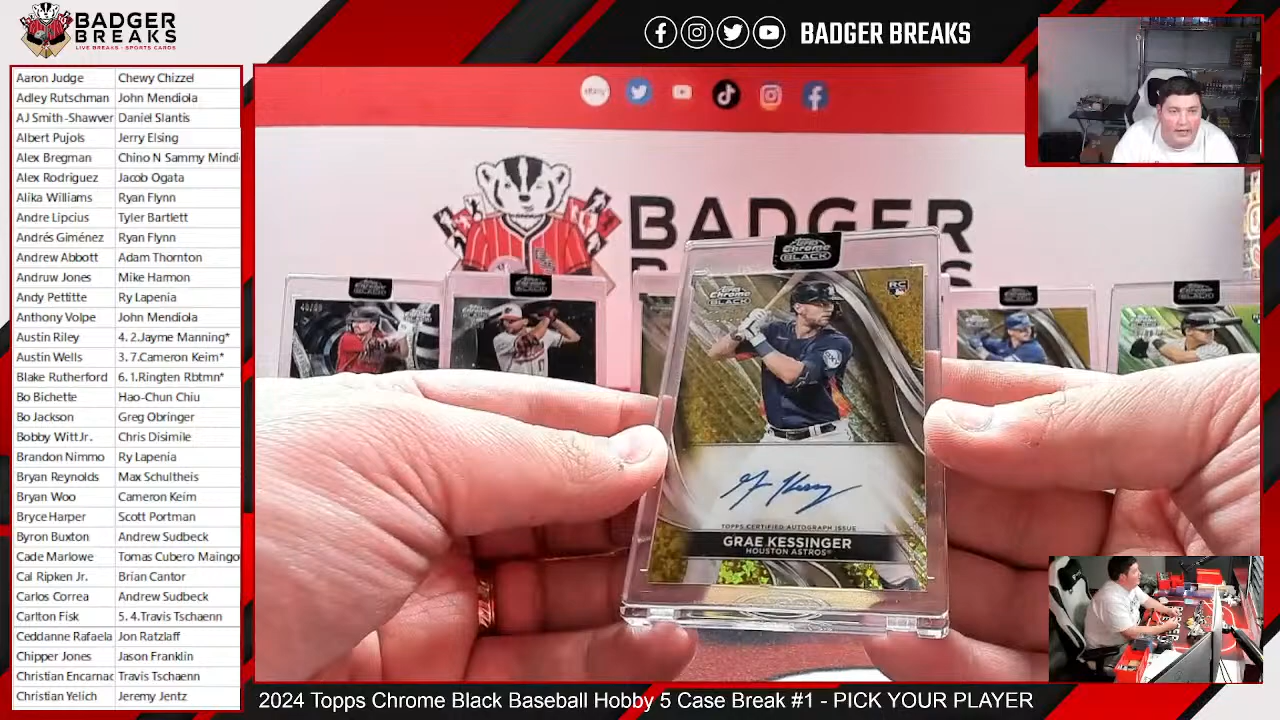 BADGER
BREAKS
LIVE BREAKS · SPORTS CARDS
BADGER BREAKS
Aaron Judge Chewy Chizzel
Adley Rutschman John Mendiola
AJ Smith-Shawver Daniel Slantis
Albert Pujols Jerry Elsing
Alex Bregman Chino N Sammy Mindi
Alex Rodriguez Jacob Ogata
Alika Williams Ryan Flynn
Andre Lipcius Tyler Bartlett
Andrés Giménez Ryan Flynn
Andrew Abbott Adam Thornton
Andruw Jones Mike Harmon
Andy Pettitte Ry Lapenia
Anthony Volpe John Mendiola
Austin Riley 4. 2.Jayme Manning*
Austin Wells 3. 7.Cameron Keim*
Blake Rutherford 6. 1.Ringten Rbtmn*
Bo Bichette Hao-Chun Chiu
Bo Jackson Greg Obringer
Bobby Witt Jr. Chris Disimile
Brandon Nimmo Ry Lapenia
Bryan Reynolds Max Schultheis
Bryan Woo Cameron Keim
Bryce Harper Scott Portman
Byron Buxton Andrew Sudbeck
Cade Marlowe Tomas Cubero Maingo
Cal Ripken Jr. Brian Cantor
Carlos Correa Andrew Sudbeck
Carlton Fisk 5. 4.Travis Tschaenn
Ceddanne Rafaela Jon Ratzlaff
Chipper Jones Jason Franklin
Christian Encarnac Travis Tschaenn
Christian Yelich Jeremy Jentz
ebay
BADGER
Topps
Chrome
BLACK
Topps
Chrome
BLACK
RC
TOPPS CERTIFIED AUTOGRAPH ISSUE
GRAE KESSINGER
HOUSTON ASTROS
2024 Topps Chrome Black Baseball Hobby 5 Case Break #1 - PICK YOUR PLAYER